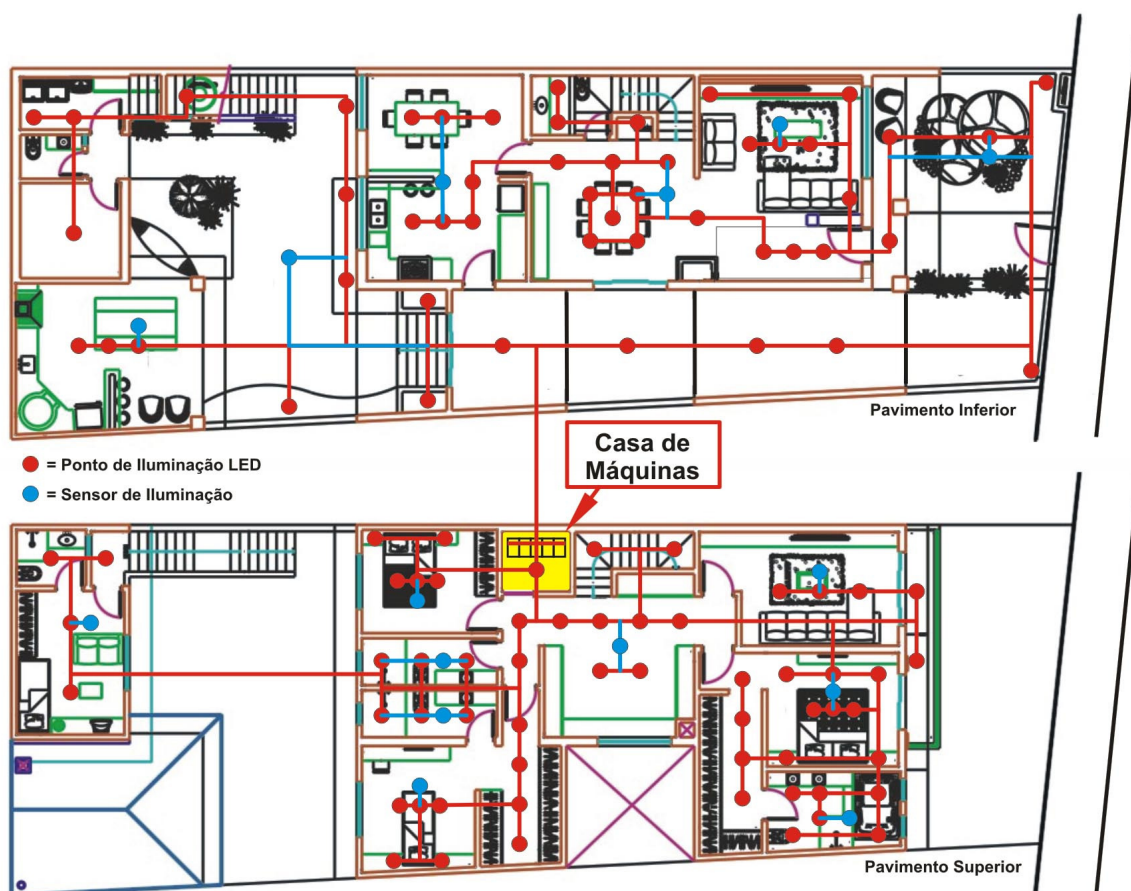 Pavimento Inferior
Casa de
Máquinas
= Ponto de Iluminação LED
= Sensor de Iluminação
Pavimento Superior